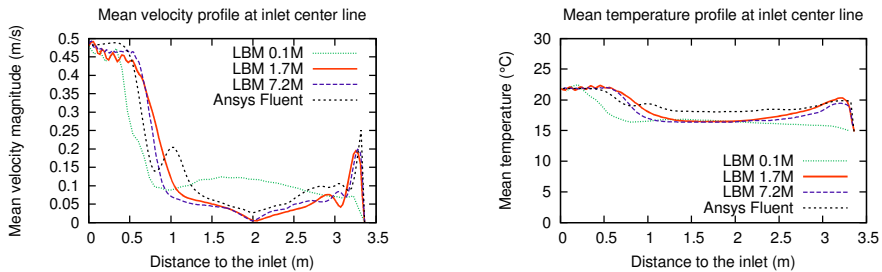 Mean velocity profile at inlet center line
Mean velocity magnitude (m/s)
0.5
0.45
0.4
0.35
0.3
0.25
0.2
0.15
0.1
0.05
0
LBM 0.1M
LBM 1.7M
LBM 7.2M
Ansys Fluent
0 0.5 1 1.5 2 2.5 3 3.5
Distance to the inlet (m)
Mean temperature profile at inlet center line
Mean temperature (°C)
30
25
20
15
10
5
0
LBM 0.1M
LBM 1.7M
LBM 7.2M
Ansys Fluent
0 0.5 1 1.5 2 2.5 3 3.5
Distance to the inlet (m)